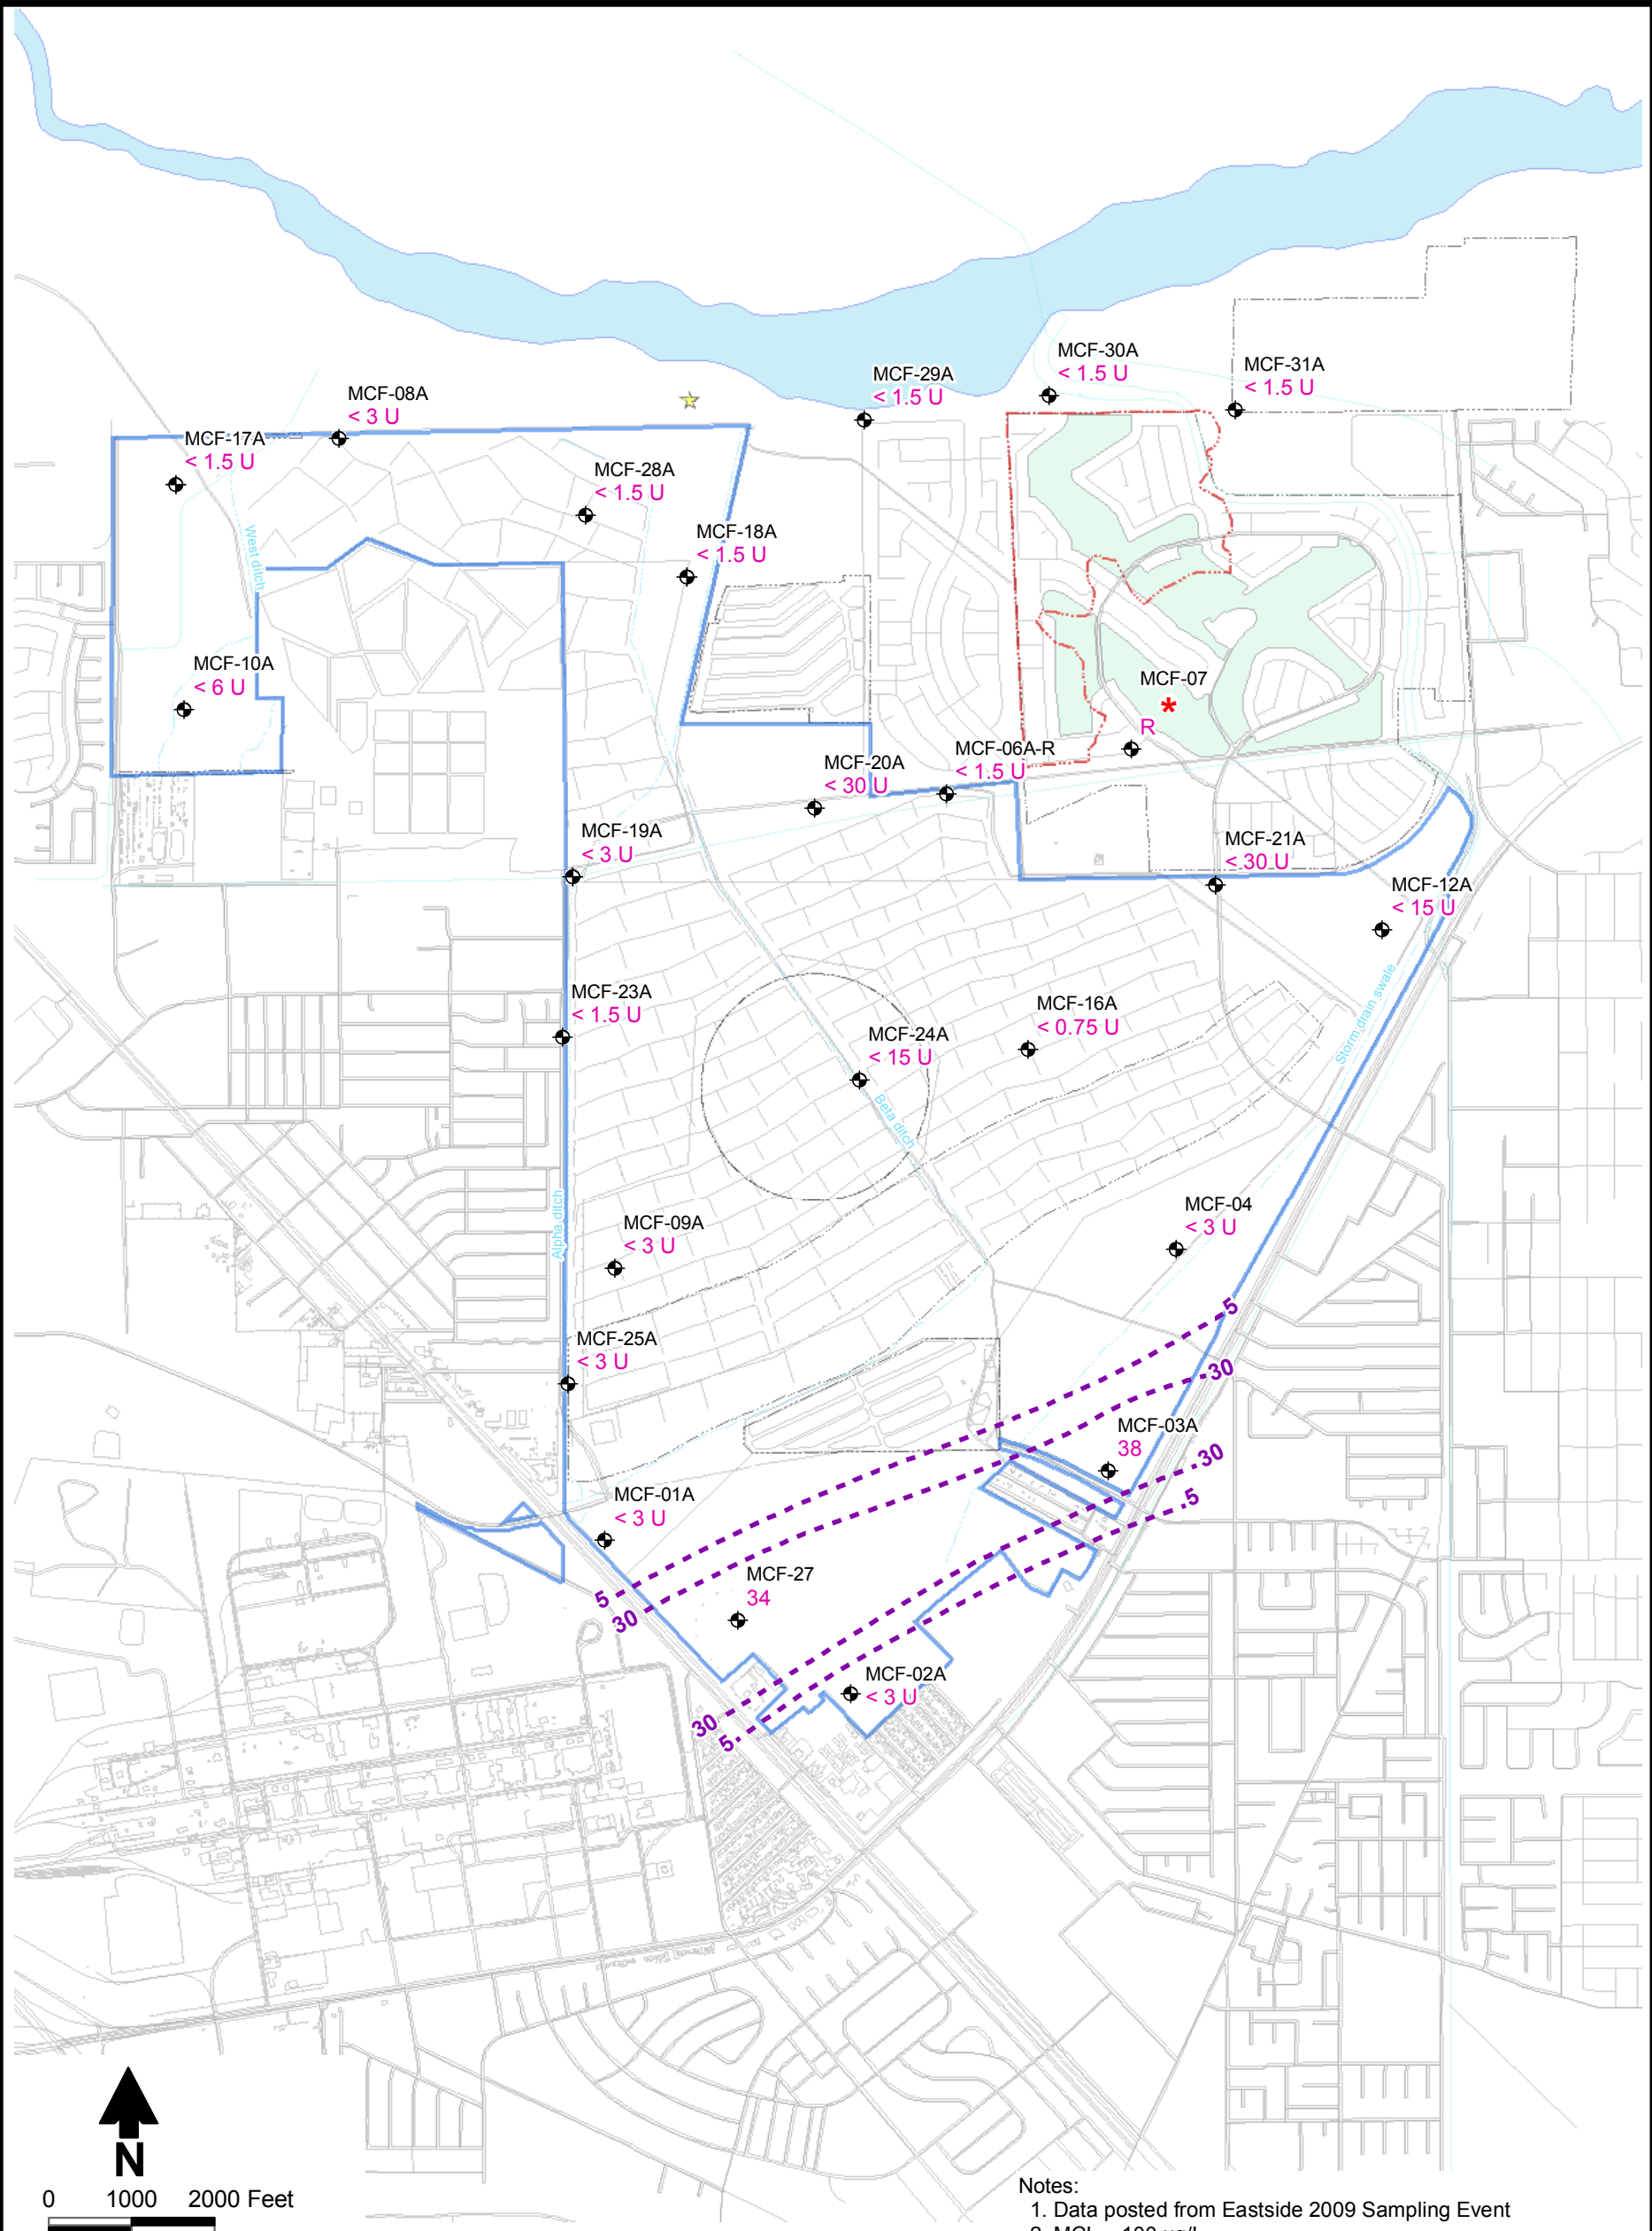 MCF-30A
< 1.5 U
MCF-31A
< 1.5 U
MCF-29A
< 1.5 U
MCF-08A
< 3 U
MCF-17A
< 1.5 U
MCF-28A
< 1.5 U
MCF-18A
< 1.5 U
West ditch
MCF-10A
< 6 U
MCF-07
*
R
MCF-06A-R
< 1.5 U
MCF-20A
< 30 U
MCF-19A
< 3 U
MCF-21A
< 30 U
MCF-12A
< 15 U
MCF-23A
< 1.5 U
MCF-16A
< 0.75 U
MCF-24A
< 15 U
Storm drain swale
Beta ditch
Alpha ditch
MCF-04
< 3 U
MCF-09A
< 3 U
5
MCF-25A
< 3 U
30
MCF-03A
38
30
5
MCF-01A
< 3 U
MCF-27
34
5
30
MCF-02A
< 3 U
30
5
N
0 1000 2000 Feet
Notes:
1. Data posted from Eastside 2009 Sampling Event